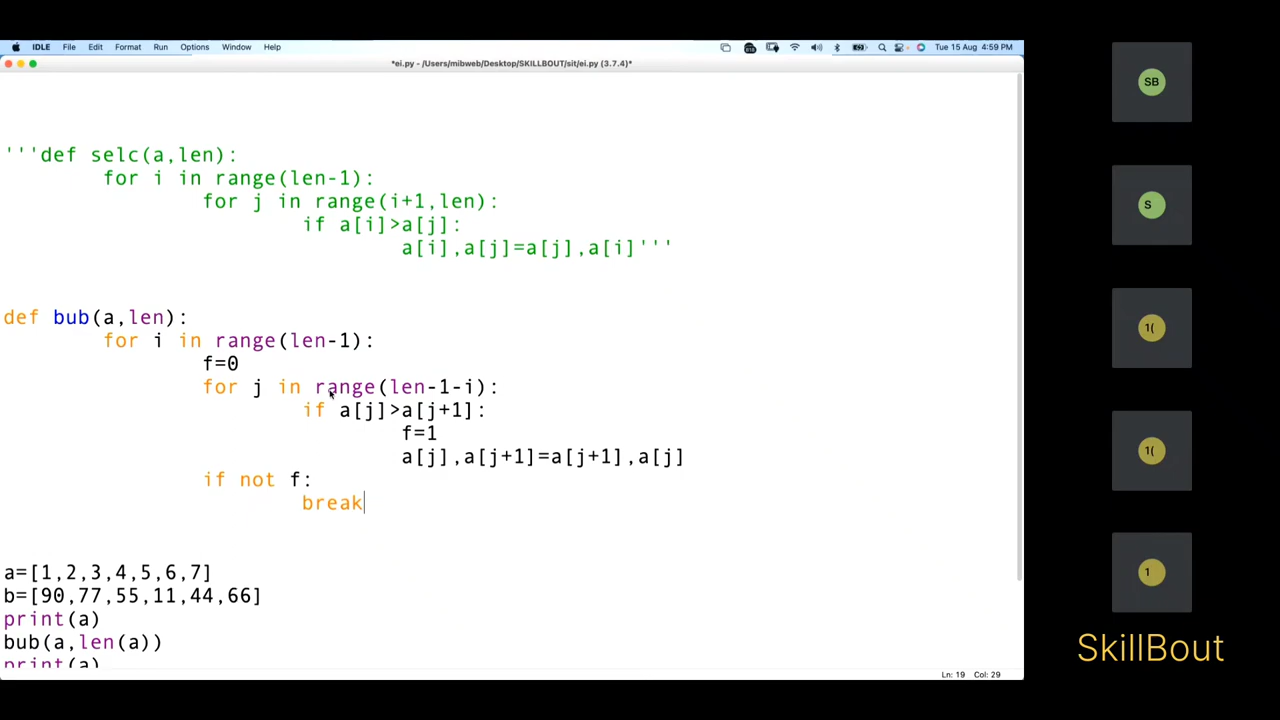 IDLE File Edit Format Run Options Window Help Tue 15 Aug 4:59 PM
*ei.py - /Users/mibweb/Desktop/SKILLBOUT/sit/ei.py (3.7.4)*
'''def selc(a,len):
for i in range(len-1):
for j in range(i+1,len):
if a[i]>a[j]:
a[i],a[j]=a[j],a[i]'''
def bub(a,len):
for i in range(len-1):
f=0
for j in range(len-1-i):
if a[j]>a[j+1]:
f=1
a[j],a[j+1]=a[j+1],a[j]
if not f:
break
a=[1,2,3,4,5,6,7]
b=[90,77,55,11,44,66]
print(a)
bub(a,len(a))
print(a)
Ln: 19 Col: 29
SB
S
1(
1(
1
SkillBout